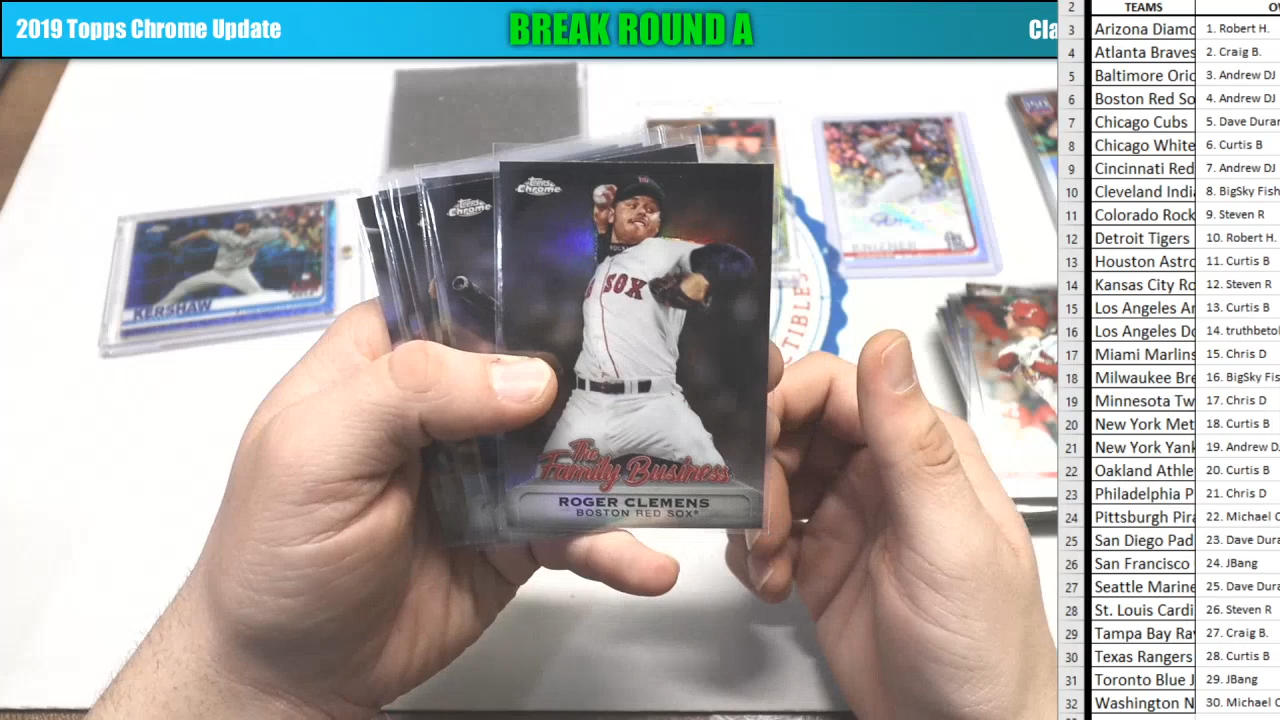 2019 Topps Chrome Update
BREAK ROUND A
Cla
2 TEAMS
3 Arizona Diamo 1. Robert H.
4 Atlanta Braves 2. Craig B.
5 Baltimore Orio 3. Andrew DJ
6 Boston Red So 4. Andrew DJ
7 Chicago Cubs 5. Dave Duran
8 Chicago White 6. Curtis B
9 Cincinnati Red 7. Andrew DJ
10 Cleveland Indi 8. BigSky Fish
11 Colorado Rock 9. Steven R
12 Detroit Tigers 10. Robert H.
13 Houston Astro 11. Curtis B
14 Kansas City Ro 12. Steven R
15 Los Angeles An 13. Curtis B
16 Los Angeles Do 14. truthbetol
17 Miami Marlins 15. Chris D
18 Milwaukee Bre 16. BigSky Fis
19 Minnesota Tw 17. Chris D
20 New York Met 18. Curtis B
21 New York Yank 19. Andrew D
22 Oakland Athle 20. Curtis B
23 Philadelphia P 21. Chris D
24 Pittsburgh Pira 22. Michael C
25 San Diego Pad 23. Dave Dura
26 San Francisco 24. JBang
27 Seattle Marine 25. Dave Dura
28 St. Louis Cardi 26. Steven R
29 Tampa Bay Ray 27. Craig B.
30 Texas Rangers 28. Curtis B
31 Toronto Blue J 29. JBang
32 Washington N 30. Michael C
Topps
Chrome
SOX
The
Family Business
ROGER CLEMENS
BOSTON RED SOX
Topps
Chrome
KERSHAW
KNIZNER
CTIBLES